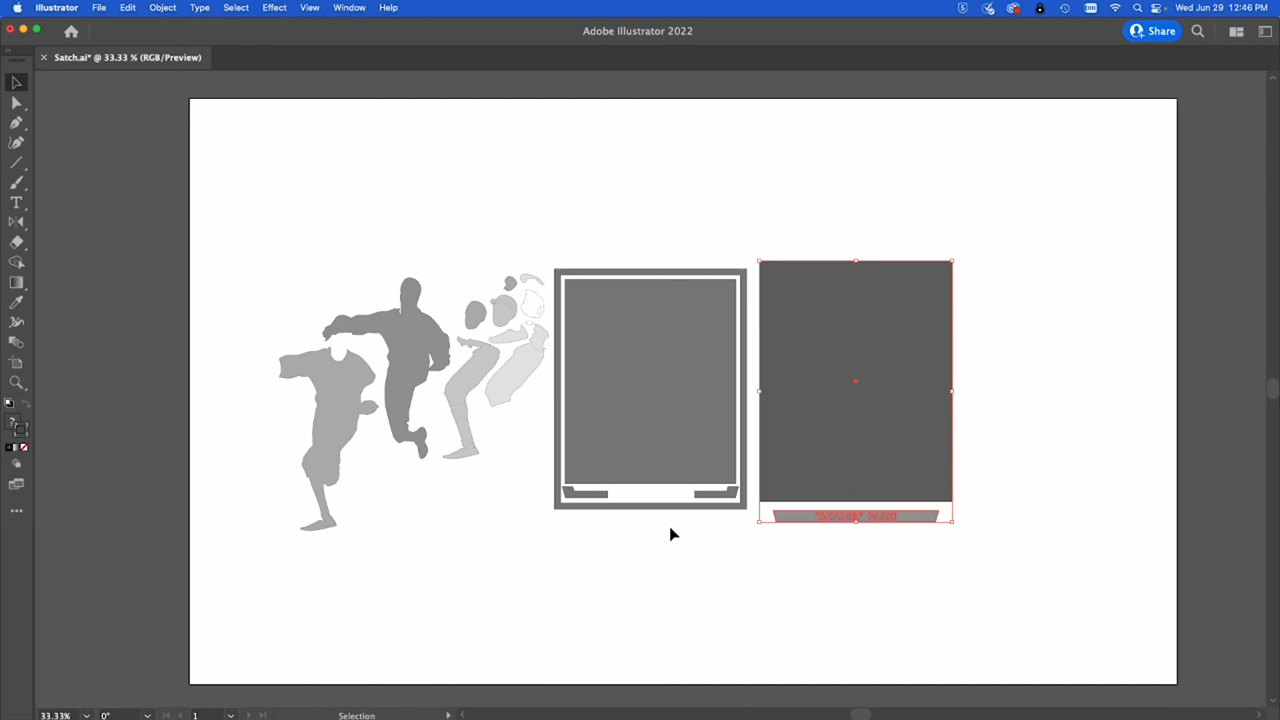 Illustrator File Edit Object Type Select Effect View Window Help Wed Jun 29 12:46 PM
Adobe Illustrator 2022 Share
Satch.ai* @ 33.33 % (RGB/Preview)
33.33% 0° 1 Selection